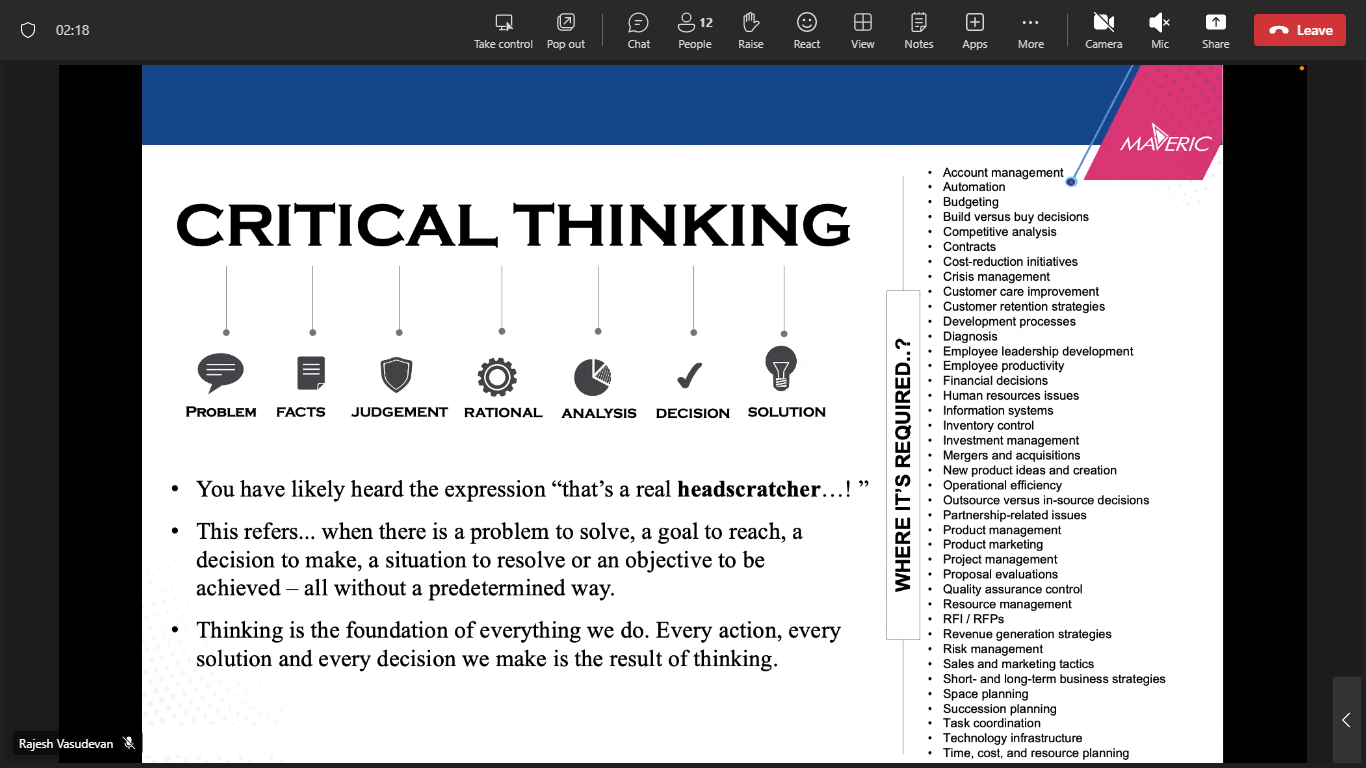 02:18
Take control
Pop out
Chat
12
People
Raise
React
View
Notes
Apps
More
Camera
Mic
Share
Leave
MAVERIC
CRITICAL THINKING
PROBLEM
FACTS
JUDGEMENT
RATIONAL
ANALYSIS
DECISION
SOLUTION
• You have likely heard the expression “that’s a real headscratcher…! ”
• This refers... when there is a problem to solve, a goal to reach, a
decision to make, a situation to resolve or an objective to be
achieved – all without a predetermined way.
• Thinking is the foundation of everything we do. Every action, every
solution and every decision we make is the result of thinking.
WHERE IT’S REQUIRED..?
• Account management
• Automation
• Budgeting
• Build versus buy decisions
• Competitive analysis
• Contracts
• Cost-reduction initiatives
• Crisis management
• Customer care improvement
• Customer retention strategies
• Development processes
• Diagnosis
• Employee leadership development
• Employee productivity
• Financial decisions
• Human resources issues
• Information systems
• Inventory control
• Investment management
• Mergers and acquisitions
• New product ideas and creation
• Operational efficiency
• Outsource versus in-source decisions
• Partnership-related issues
• Product management
• Product marketing
• Project management
• Proposal evaluations
• Quality assurance control
• Resource management
• RFI / RFPs
• Revenue generation strategies
• Risk management
• Sales and marketing tactics
• Short- and long-term business strategies
• Space planning
• Succession planning
• Task coordination
• Technology infrastructure
• Time, cost, and resource planning
Rajesh Vasudevan